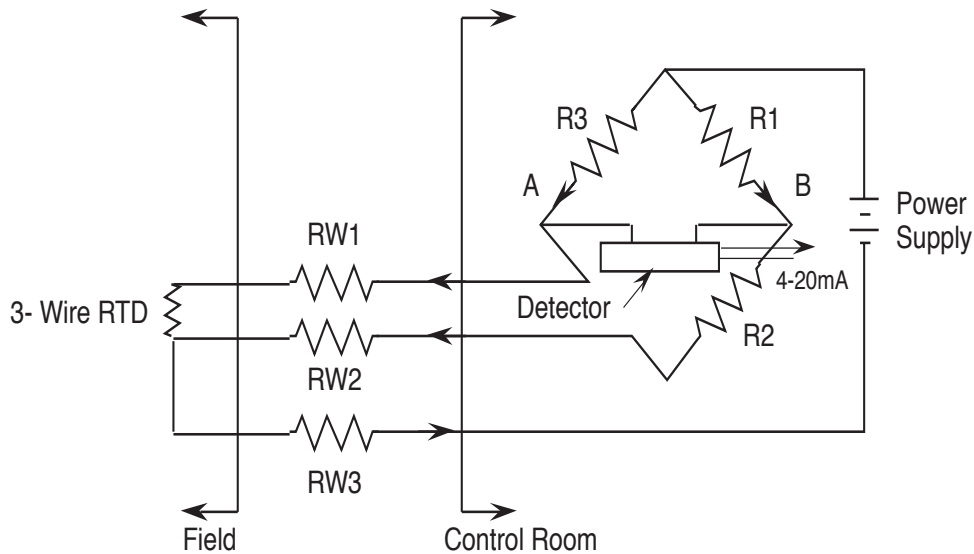 R3
R1
A
B
Power
Supply
RW1
4-20mA
Detector
3- Wire RTD
R2
RW2
RW3
Field
Control Room